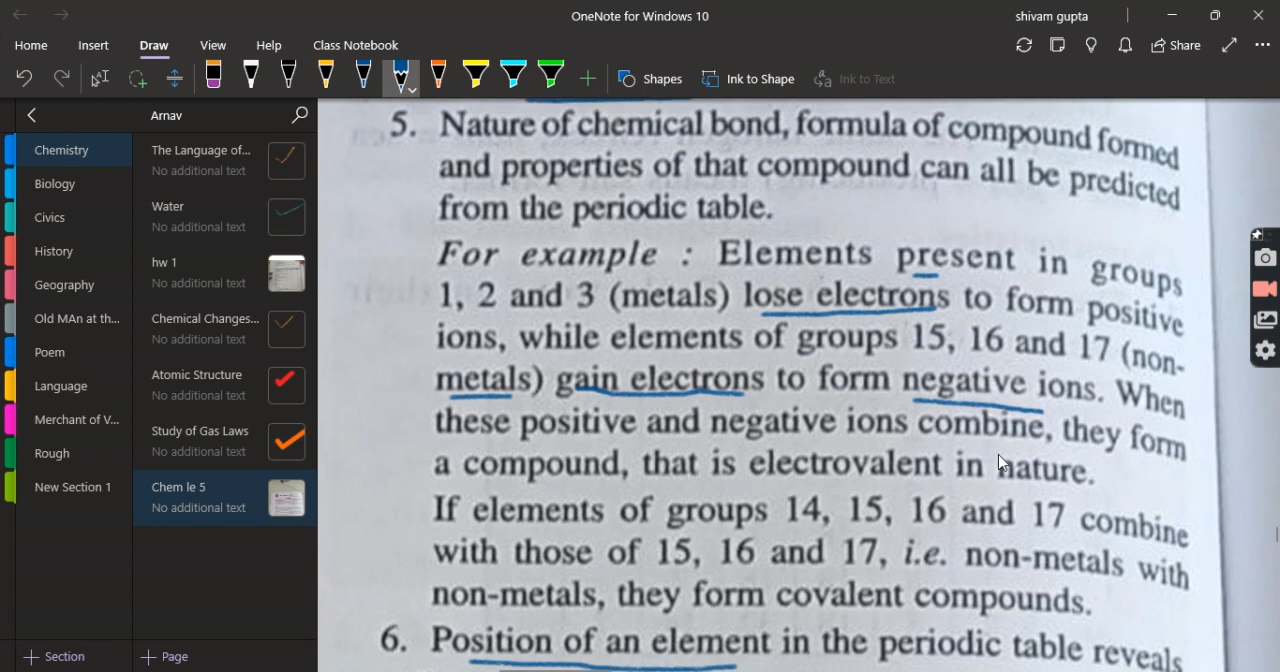 OneNote for Windows 10
shivam gupta
Home Insert Draw View Help Class Notebook
Share
Shapes
Ink to Shape
Ink to Text
Arnav
Chemistry
Biology
Civics
History
Geography
Old MAn at th...
Poem
Language
Merchant of V...
Rough
New Section 1
The Language of...
No additional text
Water
No additional text
hw 1
No additional text
Chemical Changes...
No additional text
Atomic Structure
No additional text
Study of Gas Laws
No additional text
Chem le 5
No additional text
Section
Page
5. Nature of chemical bond, formula of compound formed
and properties of that compound can all be predicted
from the periodic table.
For example : Elements present in groups
1, 2 and 3 (metals) lose electrons to form positive
ions, while elements of groups 15, 16 and 17 (non-
metals) gain electrons to form negative ions. When
these positive and negative ions combine, they form
a compound, that is electrovalent in nature.
If elements of groups 14, 15, 16 and 17 combine
with those of 15, 16 and 17, i.e. non-metals with
non-metals, they form covalent compounds.
6. Position of an element in the periodic table reveals